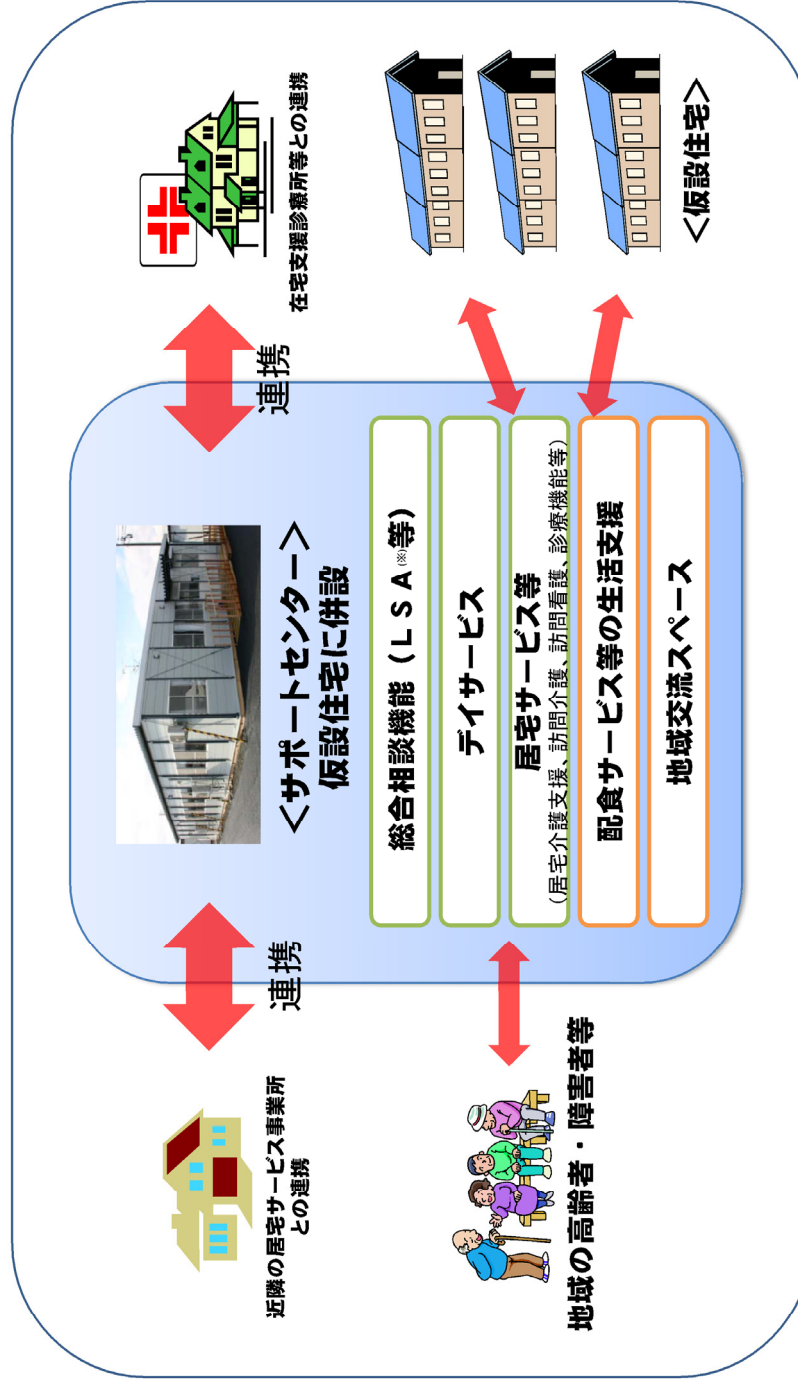 <サポートセンター>
仮設住宅に併設
連携
連携
近隣の居宅サービス事業所
との連携
在宅支援診療所等との連携
総合相談機能（ＬＳＡ(※)等）
デイサービス
居宅サービス等
（居宅介護支援、訪問介護、訪問看護、診療機能等）
配食サービス等の生活支援
地域交流スペース
地域の高齢者・障害者等
<仮設住宅>